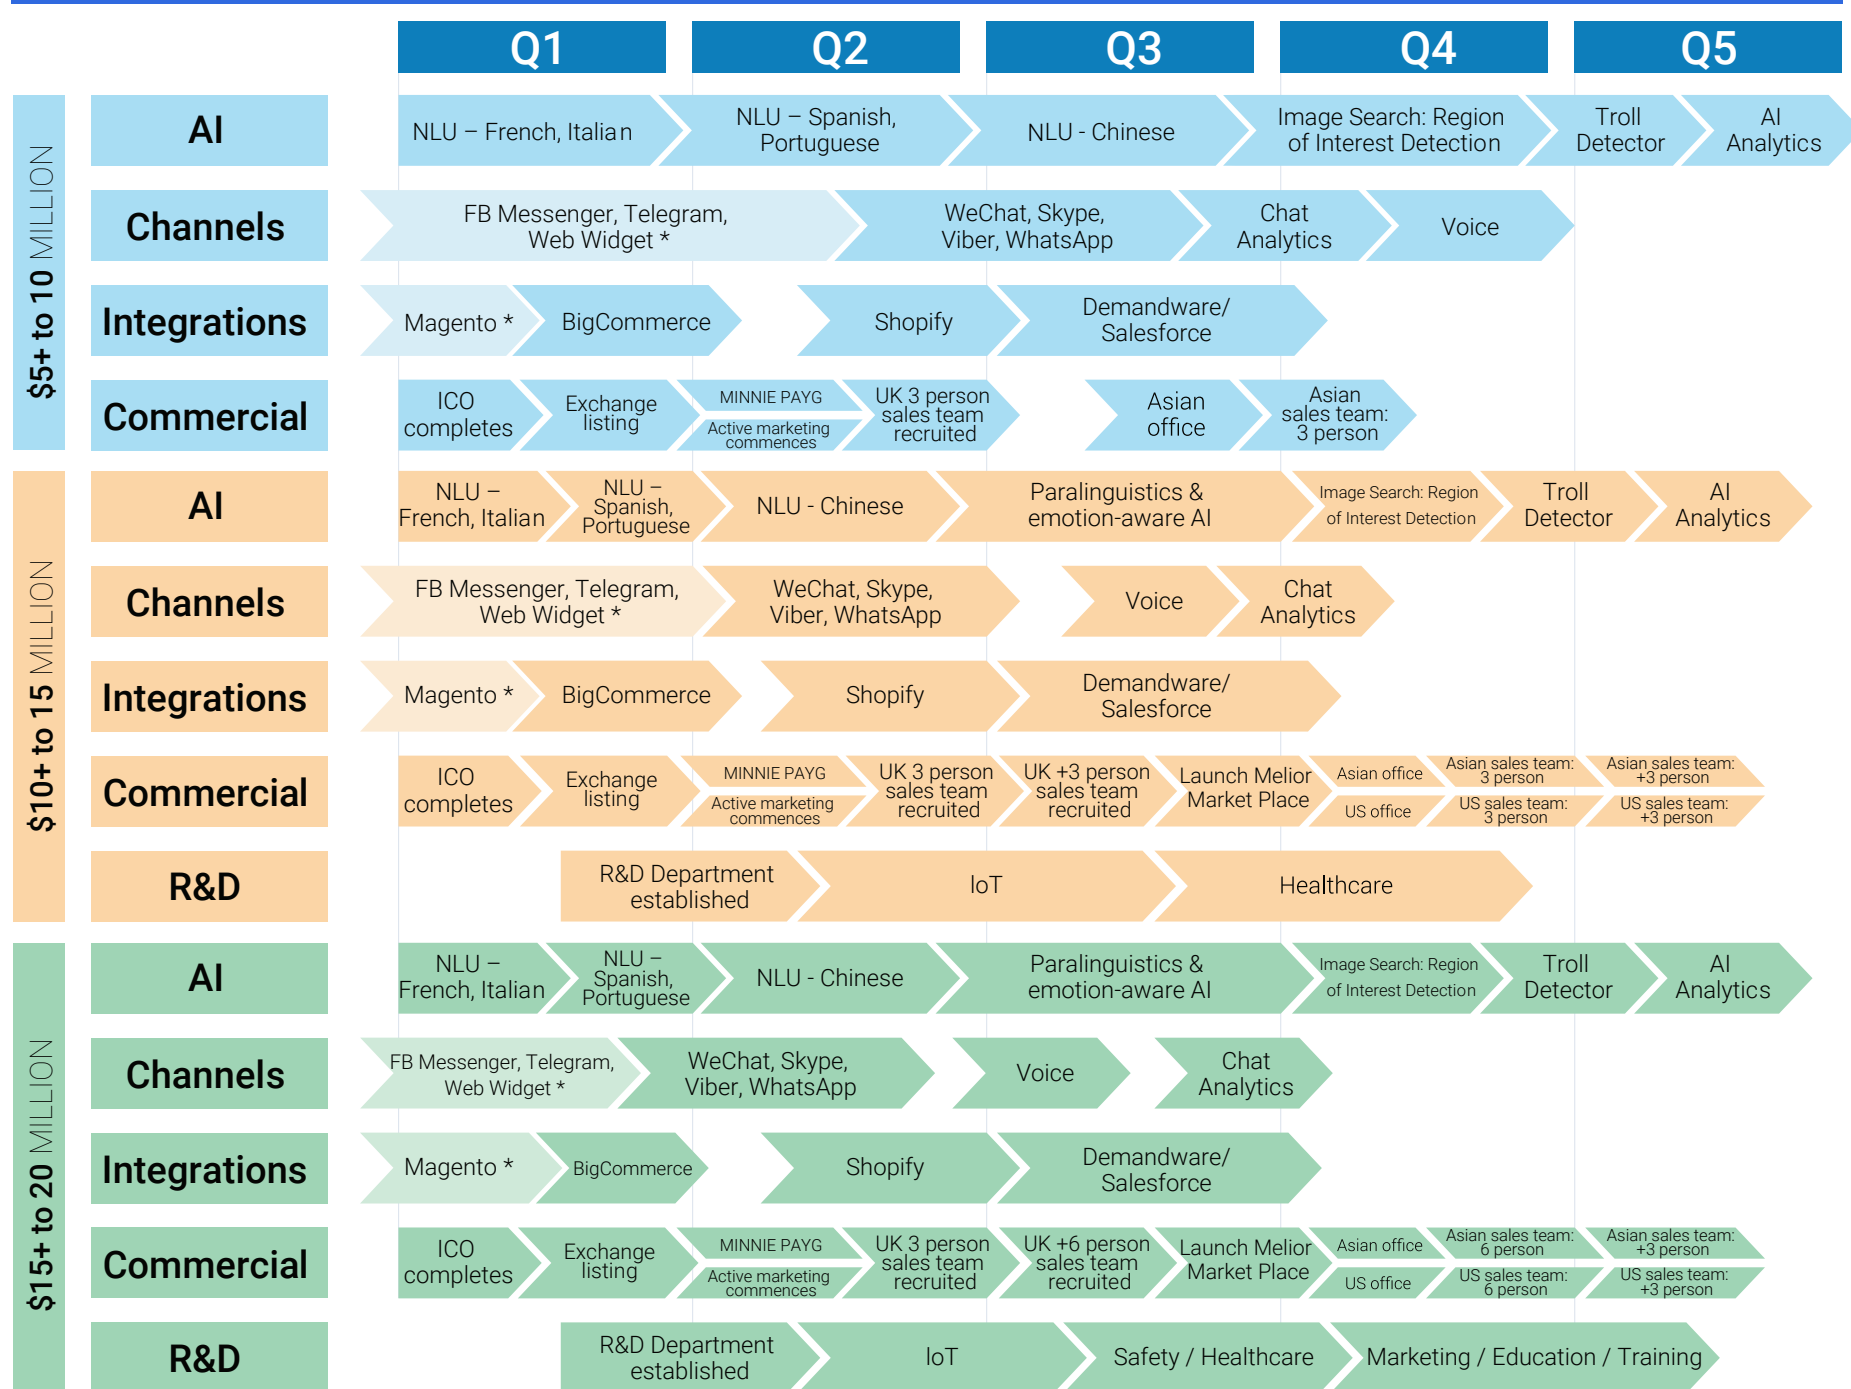 Q1
Q2
Q3
Q4
Q5
$5+ to 10 MILLION
AI
NLU – French, Italian
NLU – Spanish,
Portuguese
NLU - Chinese
Image Search: Region
of Interest Detection
Troll
Detector
AI
Analytics
Channels
FB Messenger, Telegram,
Web Widget *
WeChat, Skype,
Viber, WhatsApp
Chat
Analytics
Voice
Integrations
Magento *
BigCommerce
Shopify
Demandware/
Salesforce
Commercial
ICO
completes
Exchange
listing
MINNIE PAYG
Active marketing
commences
UK 3 person
sales team
recruited
Asian
office
Asian
sales team:
3 person
$10+ to 15 MILLION
AI
NLU –
French, Italian
NLU –
Spanish,
Portuguese
NLU - Chinese
Paralinguistics &
emotion-aware AI
Image Search: Region
of Interest Detection
Troll
Detector
AI
Analytics
Channels
FB Messenger, Telegram,
Web Widget *
WeChat, Skype,
Viber, WhatsApp
Voice
Chat
Analytics
Integrations
Magento *
BigCommerce
Shopify
Demandware/
Salesforce
Commercial
ICO
completes
Exchange
listing
MINNIE PAYG
Active marketing
commences
UK 3 person
sales team
recruited
UK +3 person
sales team
recruited
Launch Melior
Market Place
Asian office
US office
Asian sales team:
3 person
US sales team:
3 person
Asian sales team:
+3 person
US sales team:
+3 person
R&D
R&D Department
established
IoT
Healthcare
$15+ to 20 MILLION
AI
NLU –
French, Italian
NLU –
Spanish,
Portuguese
NLU - Chinese
Paralinguistics &
emotion-aware AI
Image Search: Region
of Interest Detection
Troll
Detector
AI
Analytics
Channels
FB Messenger, Telegram,
Web Widget *
WeChat, Skype,
Viber, WhatsApp
Voice
Chat
Analytics
Integrations
Magento *
BigCommerce
Shopify
Demandware/
Salesforce
Commercial
ICO
completes
Exchange
listing
MINNIE PAYG
Active marketing
commences
UK 3 person
sales team
recruited
UK +6 person
sales team
recruited
Launch Melior
Market Place
Asian office
US office
Asian sales team:
6 person
US sales team:
6 person
Asian sales team:
+3 person
US sales team:
+3 person
R&D
R&D Department
established
IoT
Safety / Healthcare
Marketing / Education / Training